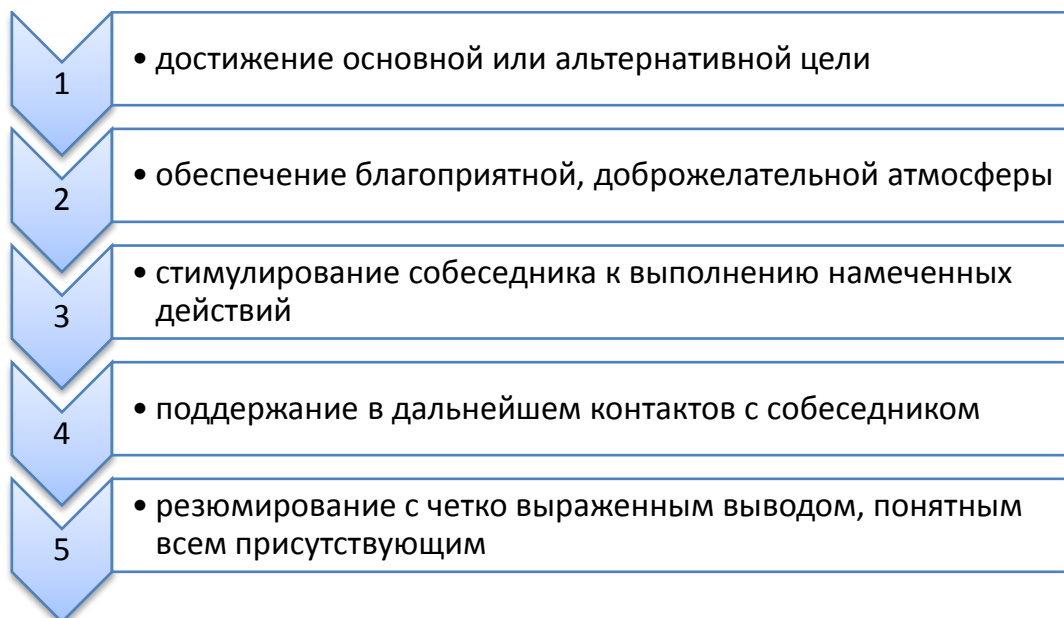 1
• достижение основной или альтернативной цели
2
• обеспечение благоприятной, доброжелательной атмосферы
3
• стимулирование собеседника к выполнению намеченных
действий
4
• поддержание в дальнейшем контактов с собеседником
5
• резюмирование с четко выраженным выводом, понятным
всем присутствующим